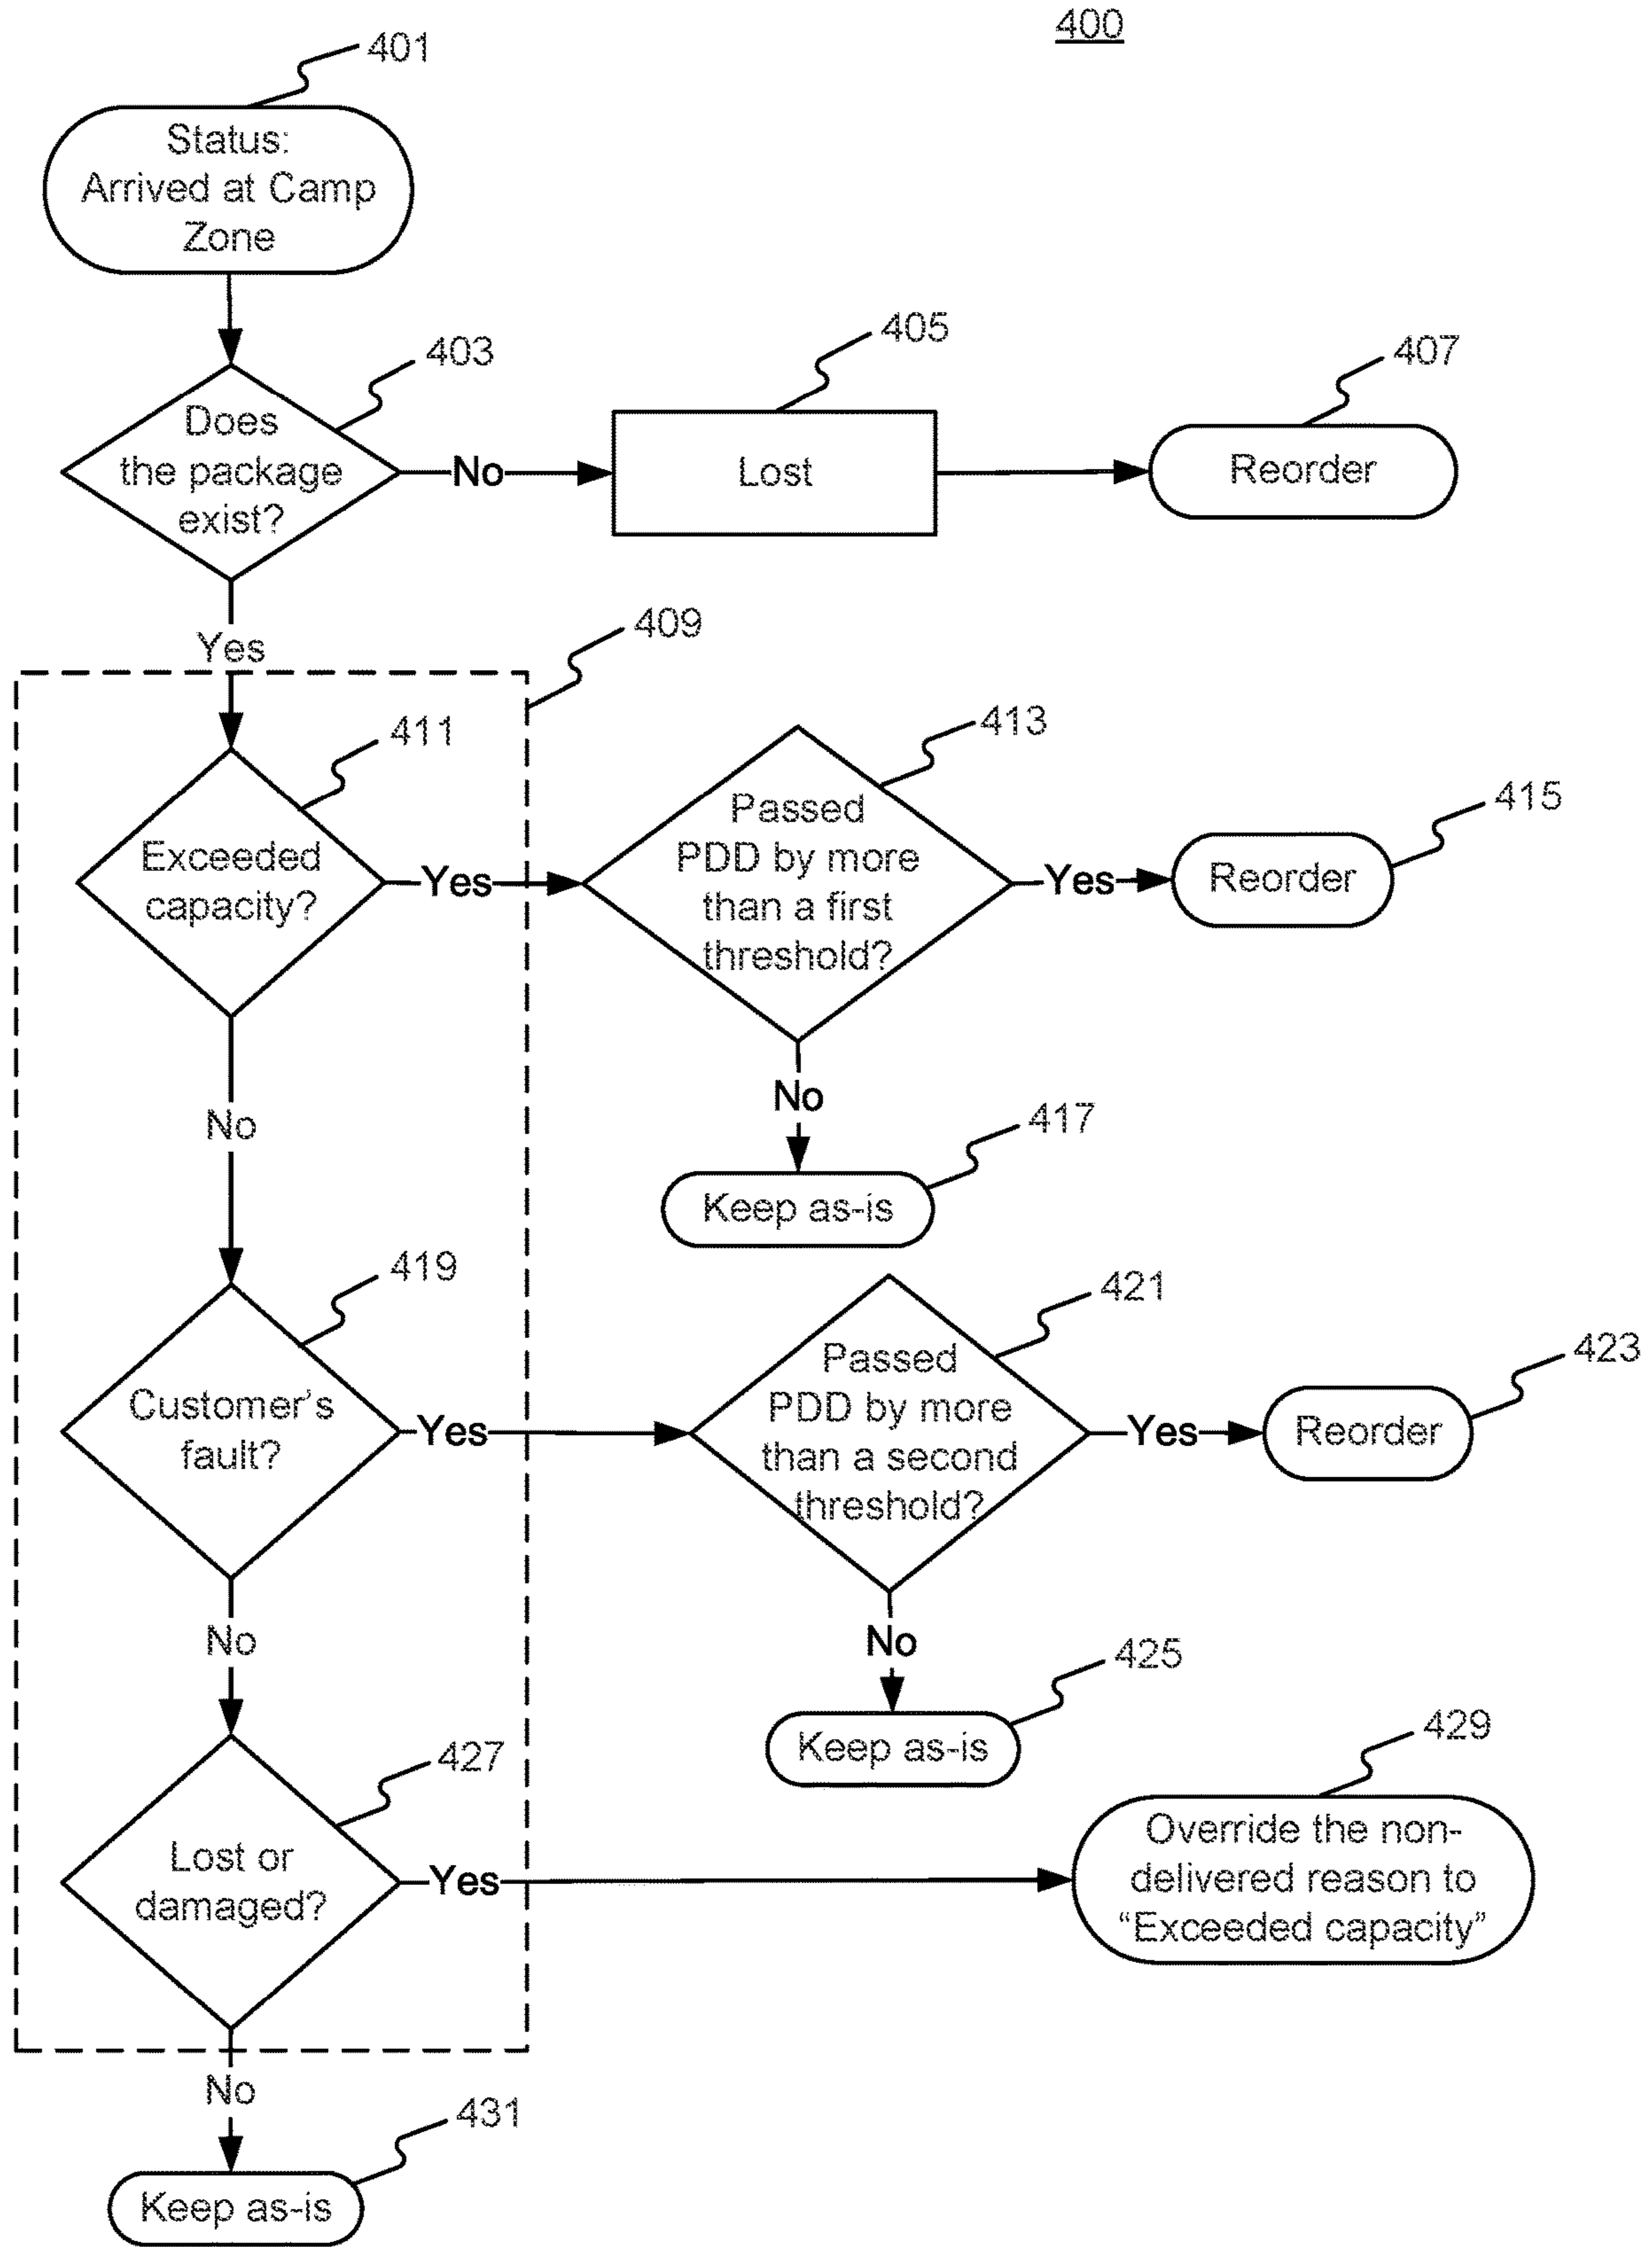 400
401
Status:
Arrived at Camp
Zone
403
Does
the package
exist?
No
405
Lost
407
Reorder
Yes
409
411
Exceeded
capacity?
Yes
413
Passed
PDD by more
than a first
threshold?
Yes
415
Reorder
No
417
Keep as-is
No
419
Customer's
fault?
Yes
421
Passed
PDD by more
than a second
threshold?
Yes
423
Reorder
No
425
Keep as-is
No
427
Lost or
damaged?
Yes
429
Override the non-
delivered reason to
“Exceeded capacity”
No
431
Keep as-is